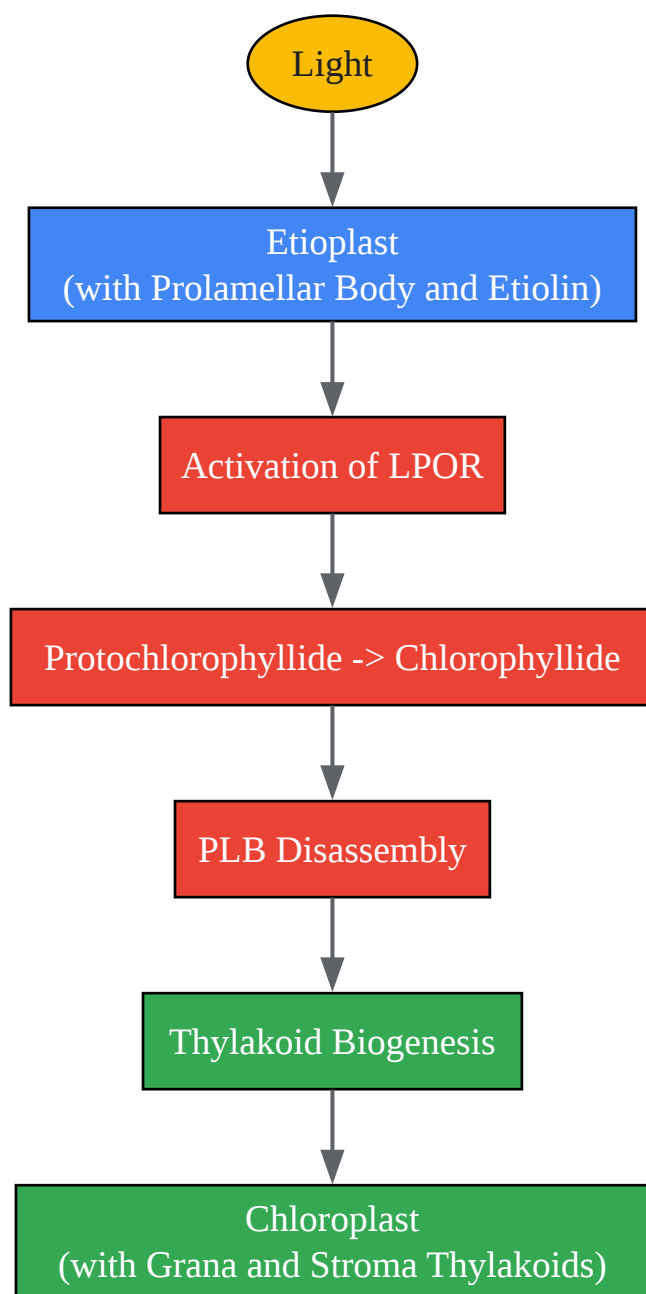 Light
Etioplast
(with Prolamellar Body and Etiolin)
Activation of LPOR
Protochlorophyllide -> Chlorophyllide
PLB Disassembly
Thylakoid Biogenesis
Chloroplast
(with Grana and Stroma Thylakoids)